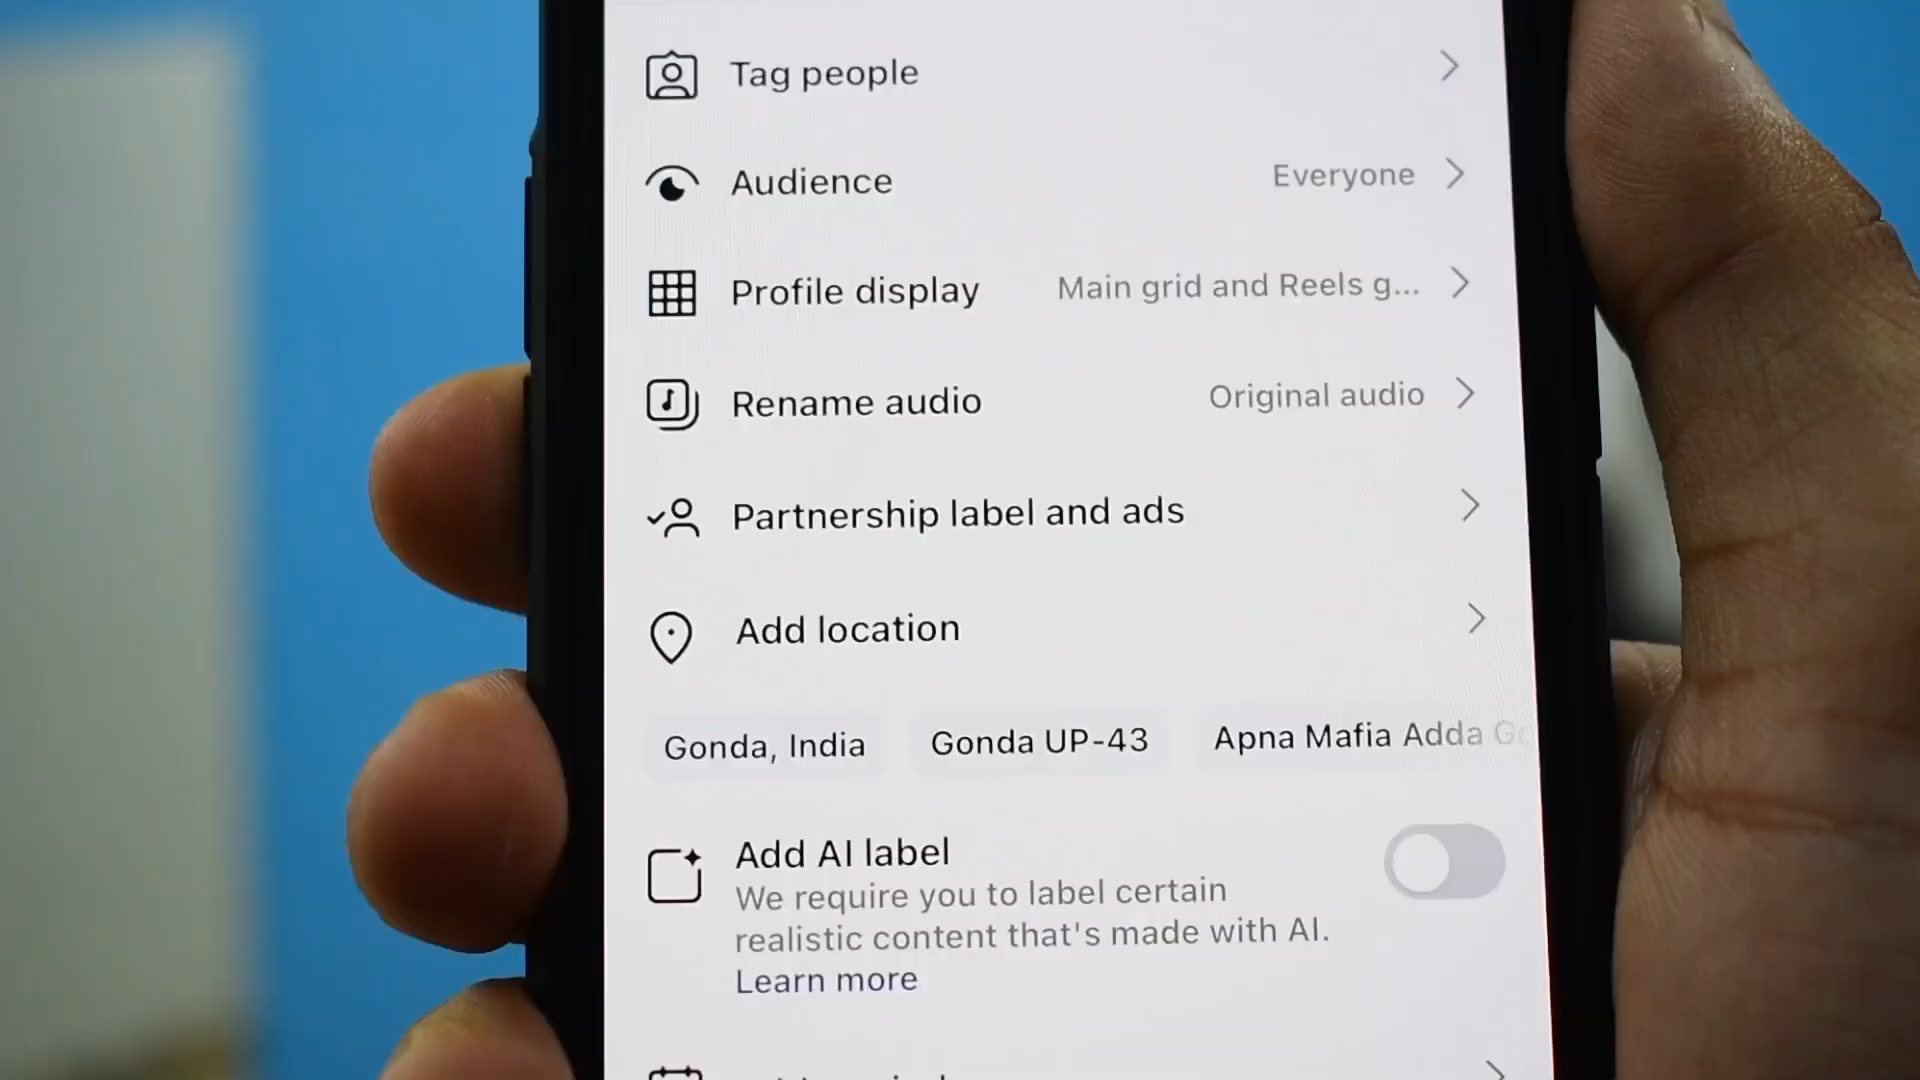 Tag people
Audience
Everyone
Profile display
Main grid and Reels g...
Rename audio
Original audio
Partnership label and ads
Add location
Gonda, India
Gonda UP-43
Apna Mafia Adda
Add AI label
We require you to label certain
realistic content that's made with AI.
Learn more